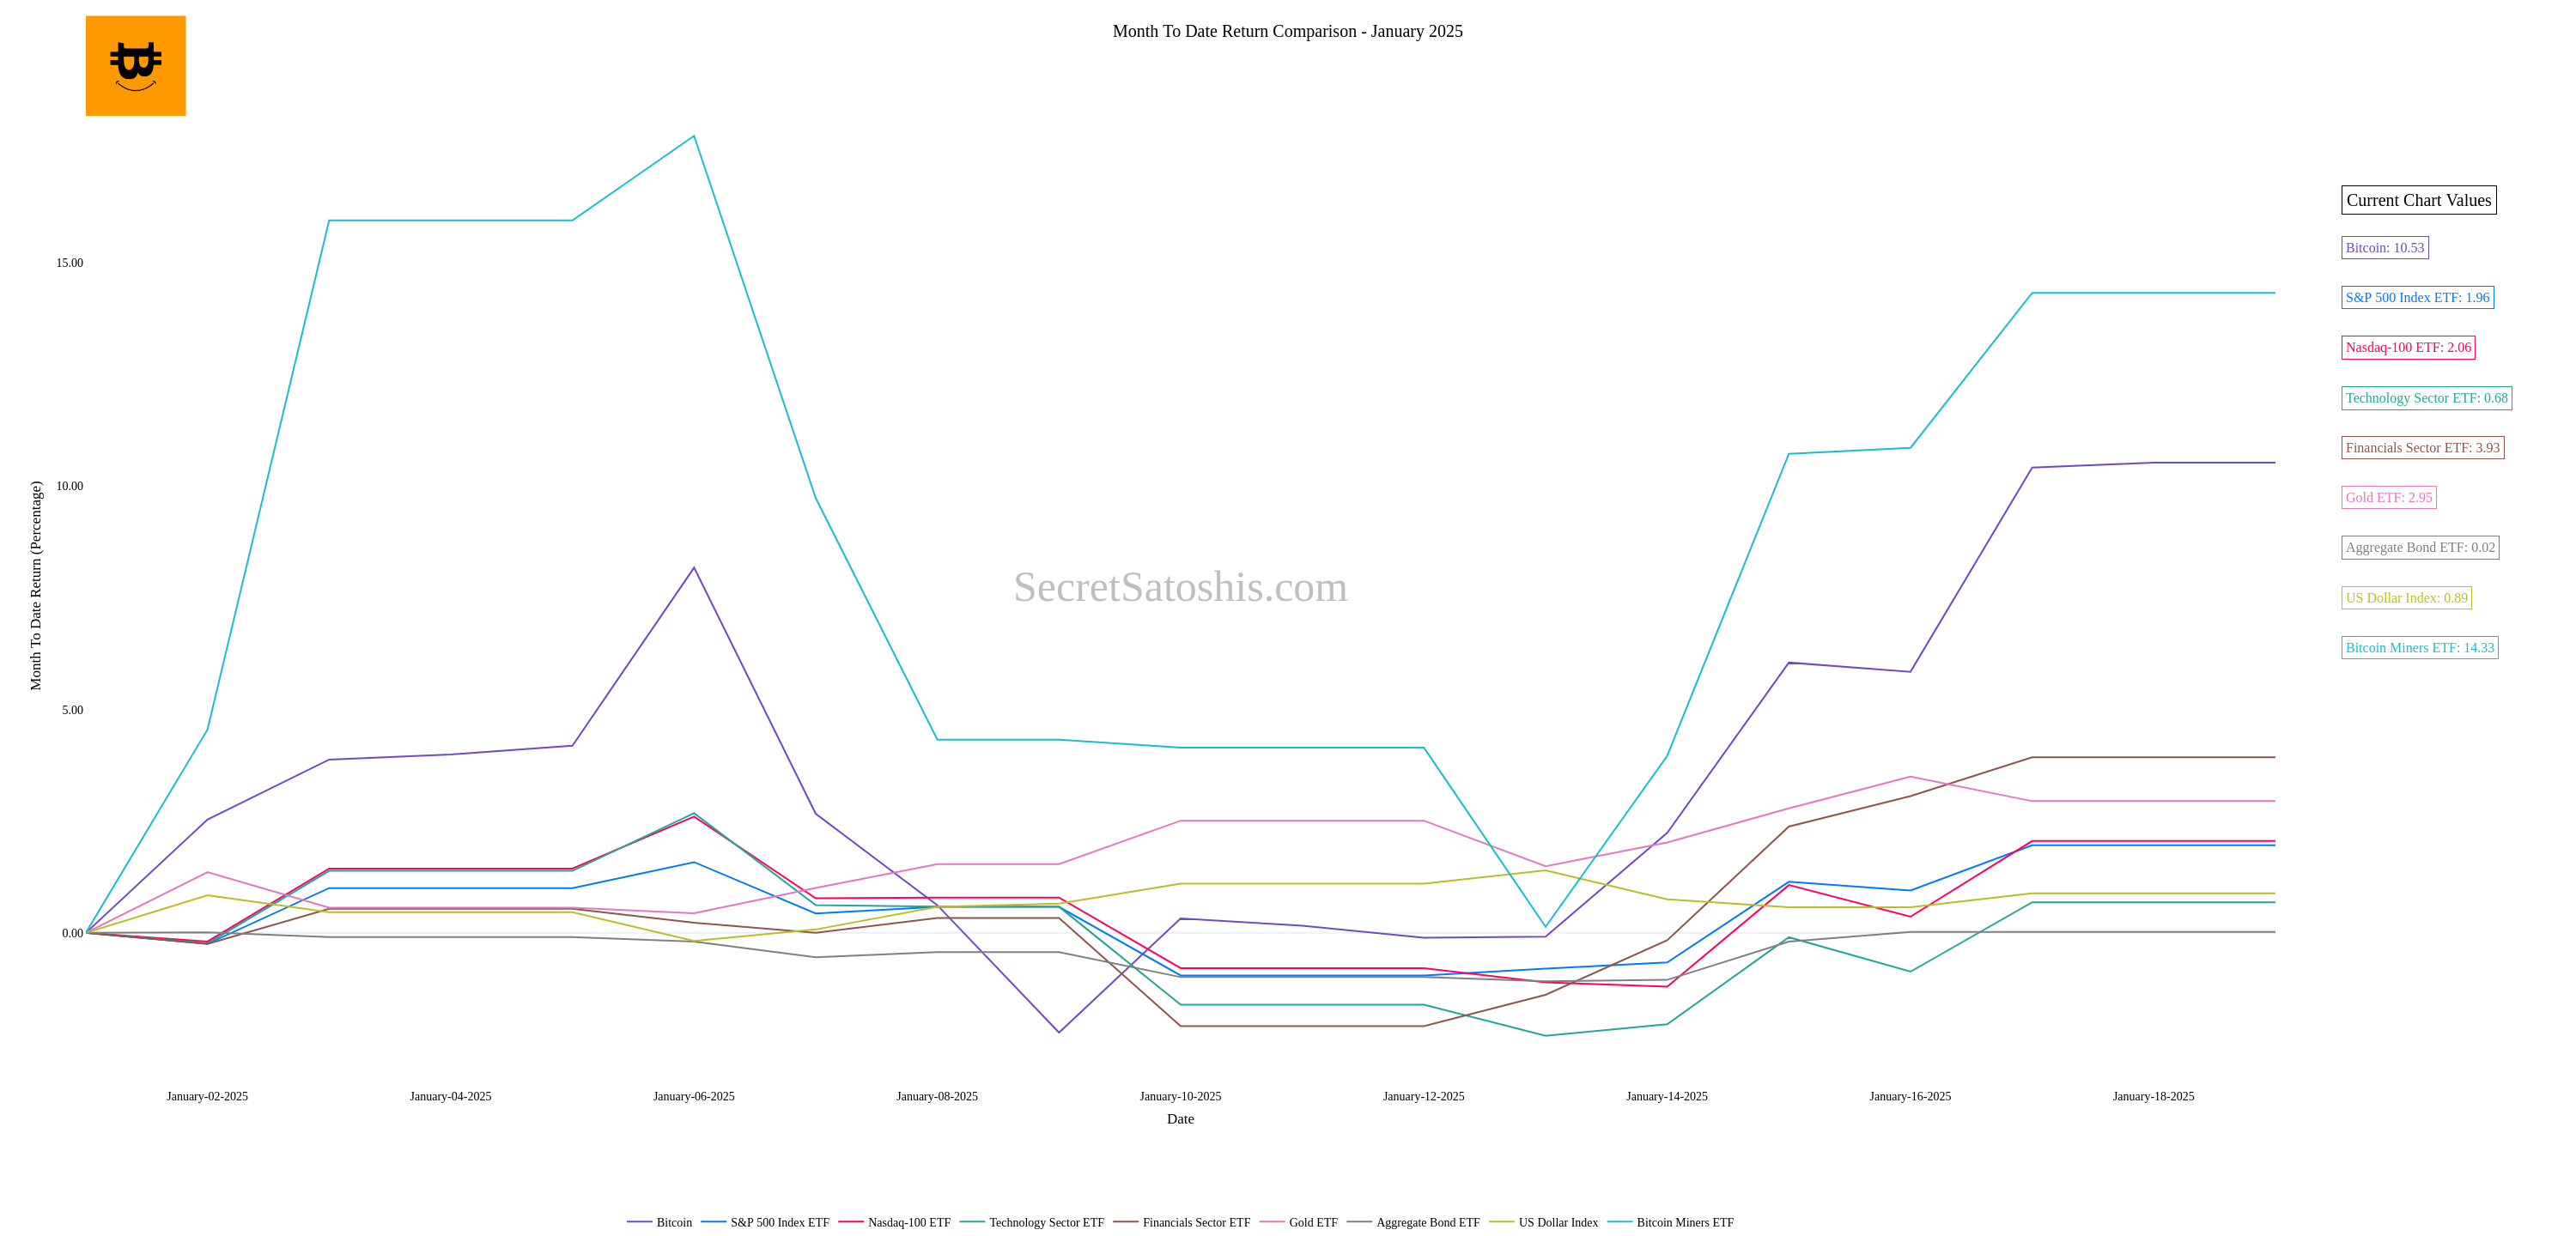 Month To Date Return Comparison - January 2025
Current Chart Values
Bitcoin: 10.53
S&P 500 Index ETF: 1.96
Nasdaq-100 ETF: 2.06
Technology Sector ETF: 0.68
Financials Sector ETF: 3.93
Gold ETF: 2.95
Aggregate Bond ETF: 0.02
US Dollar Index: 0.89
Bitcoin Miners ETF: 14.33
Month To Date Return (Percentage)
15.00
10.00
5.00
0.00
SecretSatoshis.com
January-02-2025 January-04-2025 January-06-2025 January-08-2025 January-10-2025 January-12-2025 January-14-2025 January-16-2025 January-18-2025
Date
Bitcoin S&P 500 Index ETF Nasdaq-100 ETF Technology Sector ETF Financials Sector ETF Gold ETF Aggregate Bond ETF US Dollar Index Bitcoin Miners ETF